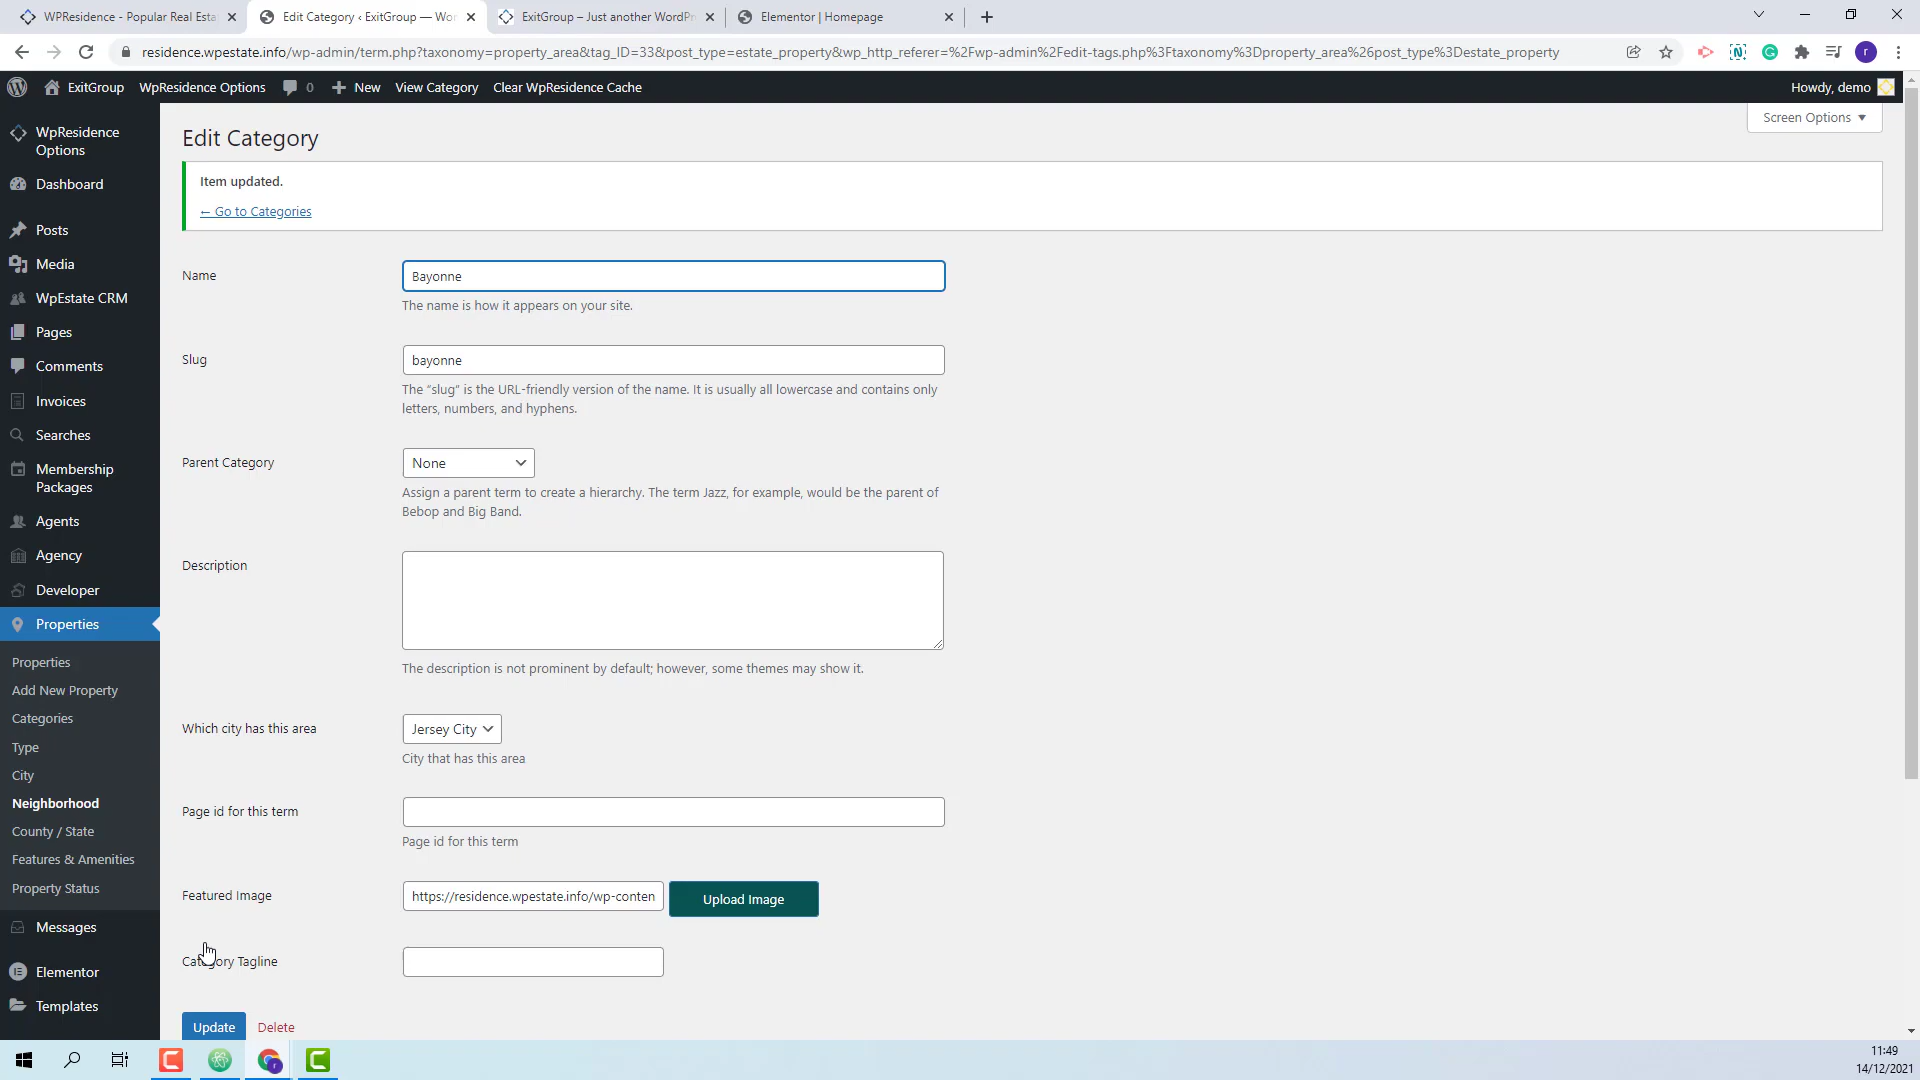 WPResidence - Popular Real Esta
Edit Category ‹ ExitGroup — Wor
ExitGroup – Just another WordPr
Elementor | Homepage
residence.wpestate.info/wp-admin/term.php?taxonomy=property_area&tag_ID=33&post_type=estate_property&wp_http_referer=%2Fwp-admin%2Fedit-tags.php%3Ftaxonomy%3Dproperty_area%26post_type%3Destate_property
r
ExitGroup
WpResidence Options
0
New
View Category
Clear WpResidence Cache
Howdy, demo
Screen Options
WpResidence
Options
Dashboard
Posts
Media
WpEstate CRM
Pages
Comments
Invoices
Searches
Membership
Packages
Agents
Agency
Developer
Properties
Properties
Add New Property
Categories
Type
City
Neighborhood
County / State
Features & Amenities
Property Status
Messages
Elementor
Templates
Edit Category
Item updated.
← Go to Categories
Name
Bayonne
The name is how it appears on your site.
Slug
bayonne
The “slug” is the URL-friendly version of the name. It is usually all lowercase and contains only
letters, numbers, and hyphens.
Parent Category
None
Assign a parent term to create a hierarchy. The term Jazz, for example, would be the parent of
Bebop and Big Band.
Description
The description is not prominent by default; however, some themes may show it.
Which city has this area
Jersey City
City that has this area
Page id for this term
Page id for this term
Featured Image
https://residence.wpestate.info/wp-conten
Upload Image
Category Tagline
Update
Delete
11:49
14/12/2021